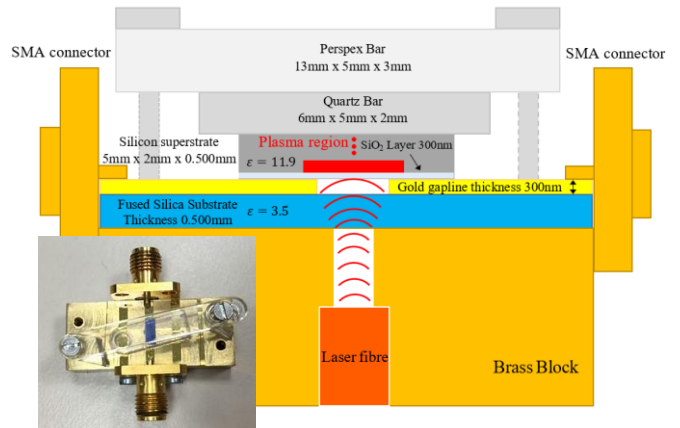 Perspex Bar
13mm x 5mm x 3mm
SMA connector
SMA connector
Quartz Bar
6mm x 5mm x 2mm
Silicon superstrate
5mm x 2mm x 0.500mm
Plasma region
SiO₂ Layer 300nm
ε = 11.9
Gold gapline thickness 300nm
Fused Silica Substrate
Thickness 0.500mm
ε = 3.5
Laser fibre
Brass Block